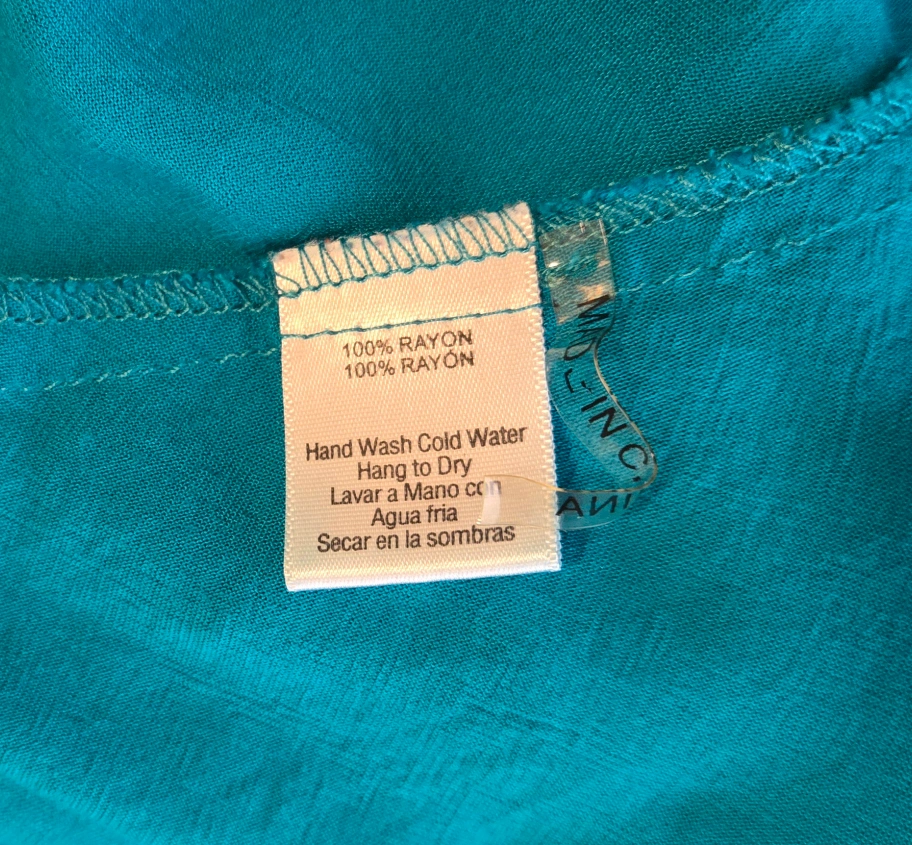 100% RAYON
100% RAYÓN
Hand Wash Cold Water
Hang to Dry
Lavar a Mano con
Agua fria
Secar en la sombras
IN